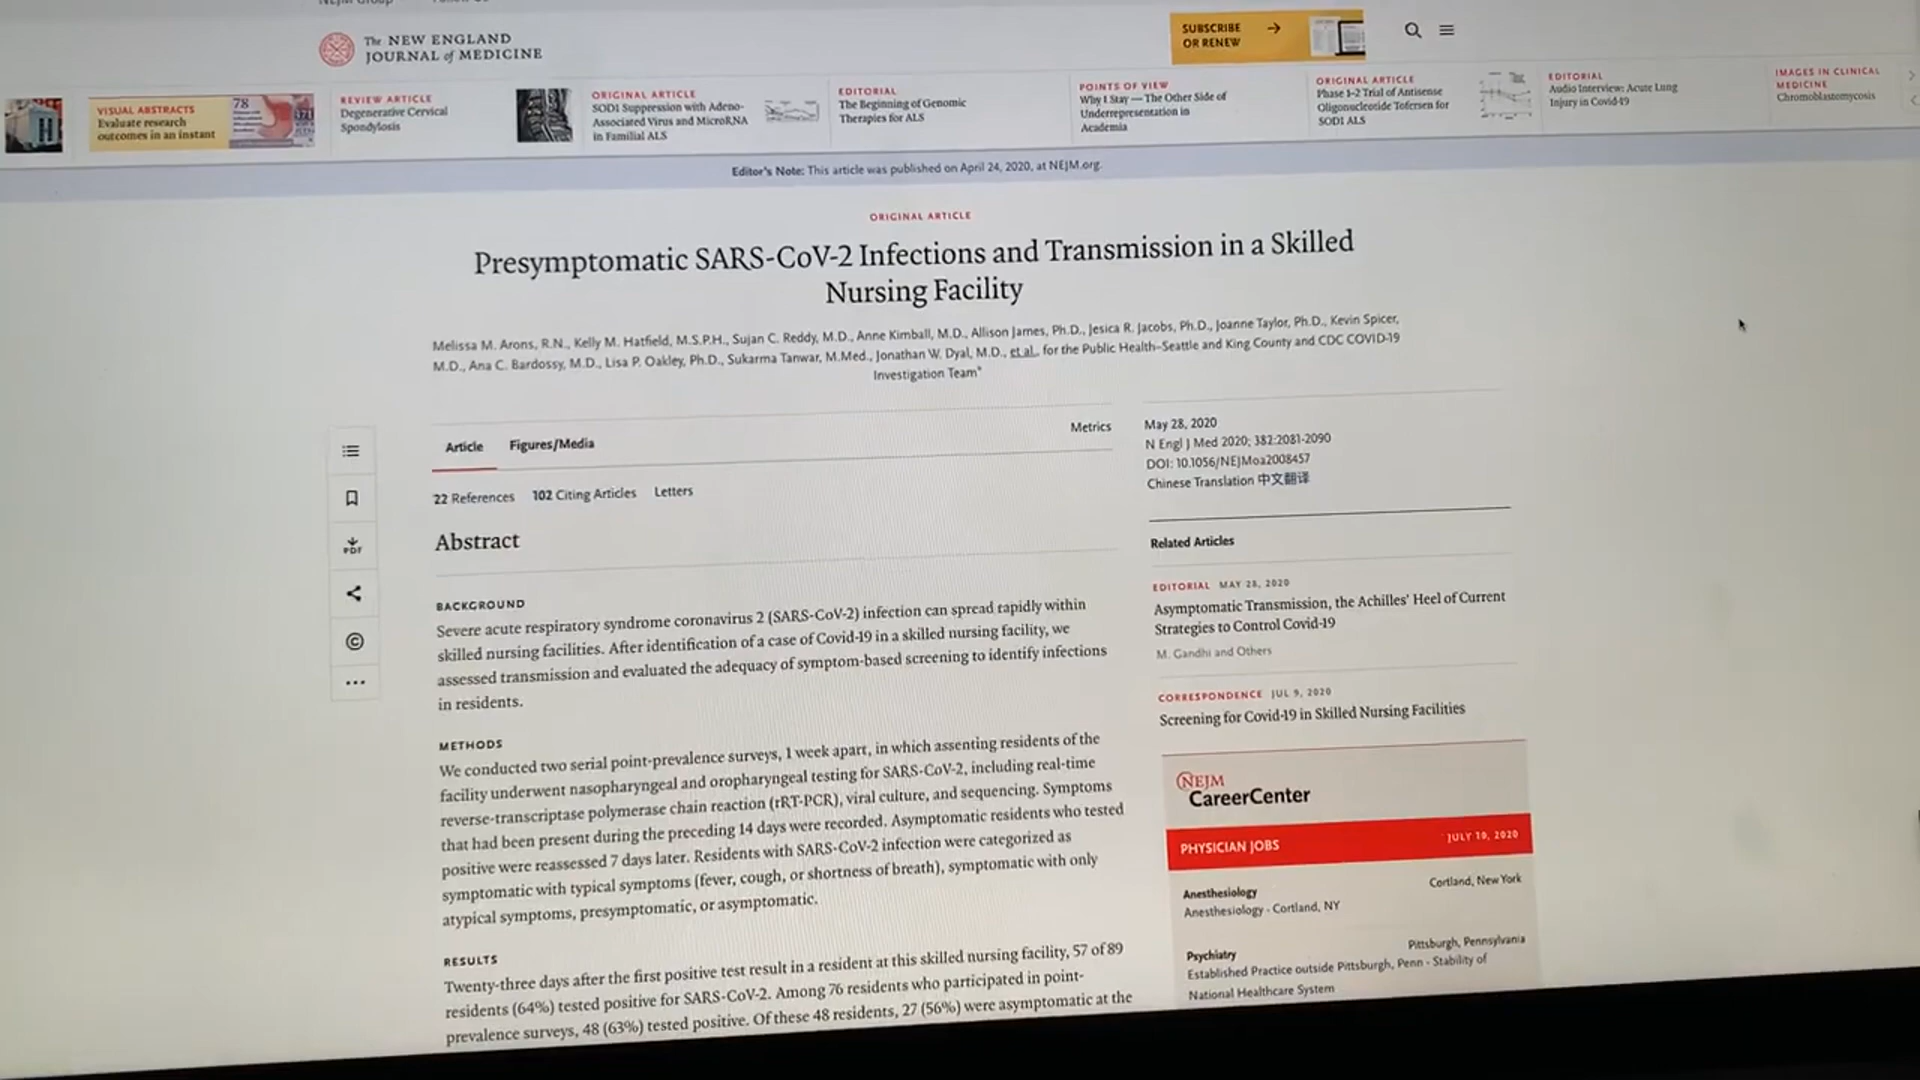 The NEW ENGLAND
JOURNAL of MEDICINE
SUBSCRIBE
OR RENEW
VISUAL ABSTRACTS
Evaluate research
outcomes in an instant
78
REVIEW ARTICLE
Degenerative Cervical
Spondylosis
ORIGINAL ARTICLE
SOD1 Suppression with Adeno-
Associated Virus and MicroRNA
in Familial ALS
EDITORIAL
The Beginning of Genomic
Therapies for ALS
POINTS OF VIEW
Why I Stay — The Other Side of
Underrepresentation in
Academia
ORIGINAL ARTICLE
Phase 1–2 Trial of Antisense
Oligonucleotide Tofersen for
SOD1 ALS
EDITORIAL
Audio Interview: Acute Lung
Injury in Covid-19
IMAGES IN CLINICAL
MEDICINE
Chromoblastomycosis
Editor's Note: This article was published on April 24, 2020, at NEJM.org.
ORIGINAL ARTICLE
Presymptomatic SARS-CoV-2 Infections and Transmission in a Skilled
Nursing Facility
Melissa M. Arons, R.N., Kelly M. Hatfield, M.S.P.H., Sujan C. Reddy, M.D., Anne Kimball, M.D., Allison James, Ph.D., Jesica R. Jacobs, Ph.D., Joanne Taylor, Ph.D., Kevin Spicer,
M.D., Ana C. Bardossy, M.D., Lisa P. Oakley, Ph.D., Sukarma Tanwar, M.Med., Jonathan W. Dyal, M.D., et al., for the Public Health–Seattle and King County and CDC COVID-19
Investigation Team*
Article
Figures/Media
Metrics
22 References
102 Citing Articles
Letters
May 28, 2020
N Engl J Med 2020; 382:2081-2090
DOI: 10.1056/NEJMoa2008457
Chinese Translation 中文翻译
PDF
Abstract
BACKGROUND
Severe acute respiratory syndrome coronavirus 2 (SARS-CoV-2) infection can spread rapidly within
skilled nursing facilities. After identification of a case of Covid-19 in a skilled nursing facility, we
assessed transmission and evaluated the adequacy of symptom-based screening to identify infections
in residents.
METHODS
We conducted two serial point-prevalence surveys, 1 week apart, in which assenting residents of the
facility underwent nasopharyngeal and oropharyngeal testing for SARS-CoV-2, including real-time
reverse-transcriptase polymerase chain reaction (rRT-PCR), viral culture, and sequencing. Symptoms
that had been present during the preceding 14 days were recorded. Asymptomatic residents who tested
positive were reassessed 7 days later. Residents with SARS-CoV-2 infection were categorized as
symptomatic with typical symptoms (fever, cough, or shortness of breath), symptomatic with only
atypical symptoms, presymptomatic, or asymptomatic.
RESULTS
Twenty-three days after the first positive test result in a resident at this skilled nursing facility, 57 of 89
residents (64%) tested positive for SARS-CoV-2. Among 76 residents who participated in point-
prevalence surveys, 48 (63%) tested positive. Of these 48 residents, 27 (56%) were asymptomatic at the
Related Articles
EDITORIAL MAY 28, 2020
Asymptomatic Transmission, the Achilles' Heel of Current
Strategies to Control Covid-19
M. Gandhi and Others
CORRESPONDENCE JUL 9, 2020
Screening for Covid-19 in Skilled Nursing Facilities
NEJM
CareerCenter
PHYSICIAN JOBS
JULY 19, 2020
Anesthesiology
Cortland, New York
Anesthesiology - Cortland, NY
Psychiatry
Pittsburgh, Pennsylvania
Established Practice outside Pittsburgh, Penn - Stability of
National Healthcare System